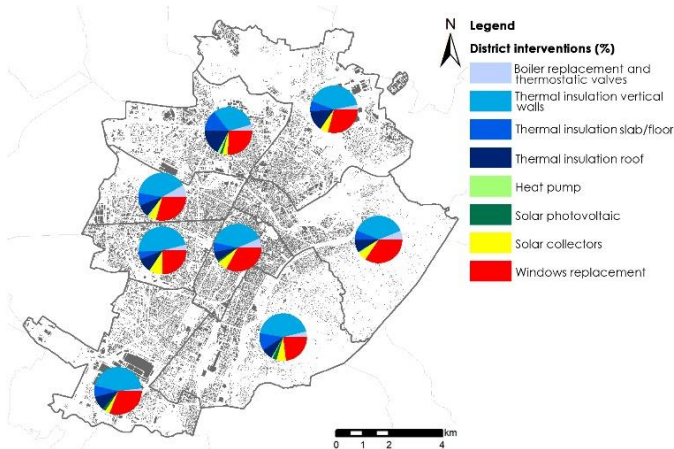 N
Legend
District interventions (%)
Boiler replacement and
thermostatic valves
Thermal insulation vertical
walls
Thermal insulation slab/floor
Thermal insulation roof
Heat pump
Solar photovoltaic
Solar collectors
Windows replacement
km
0 1 2 4